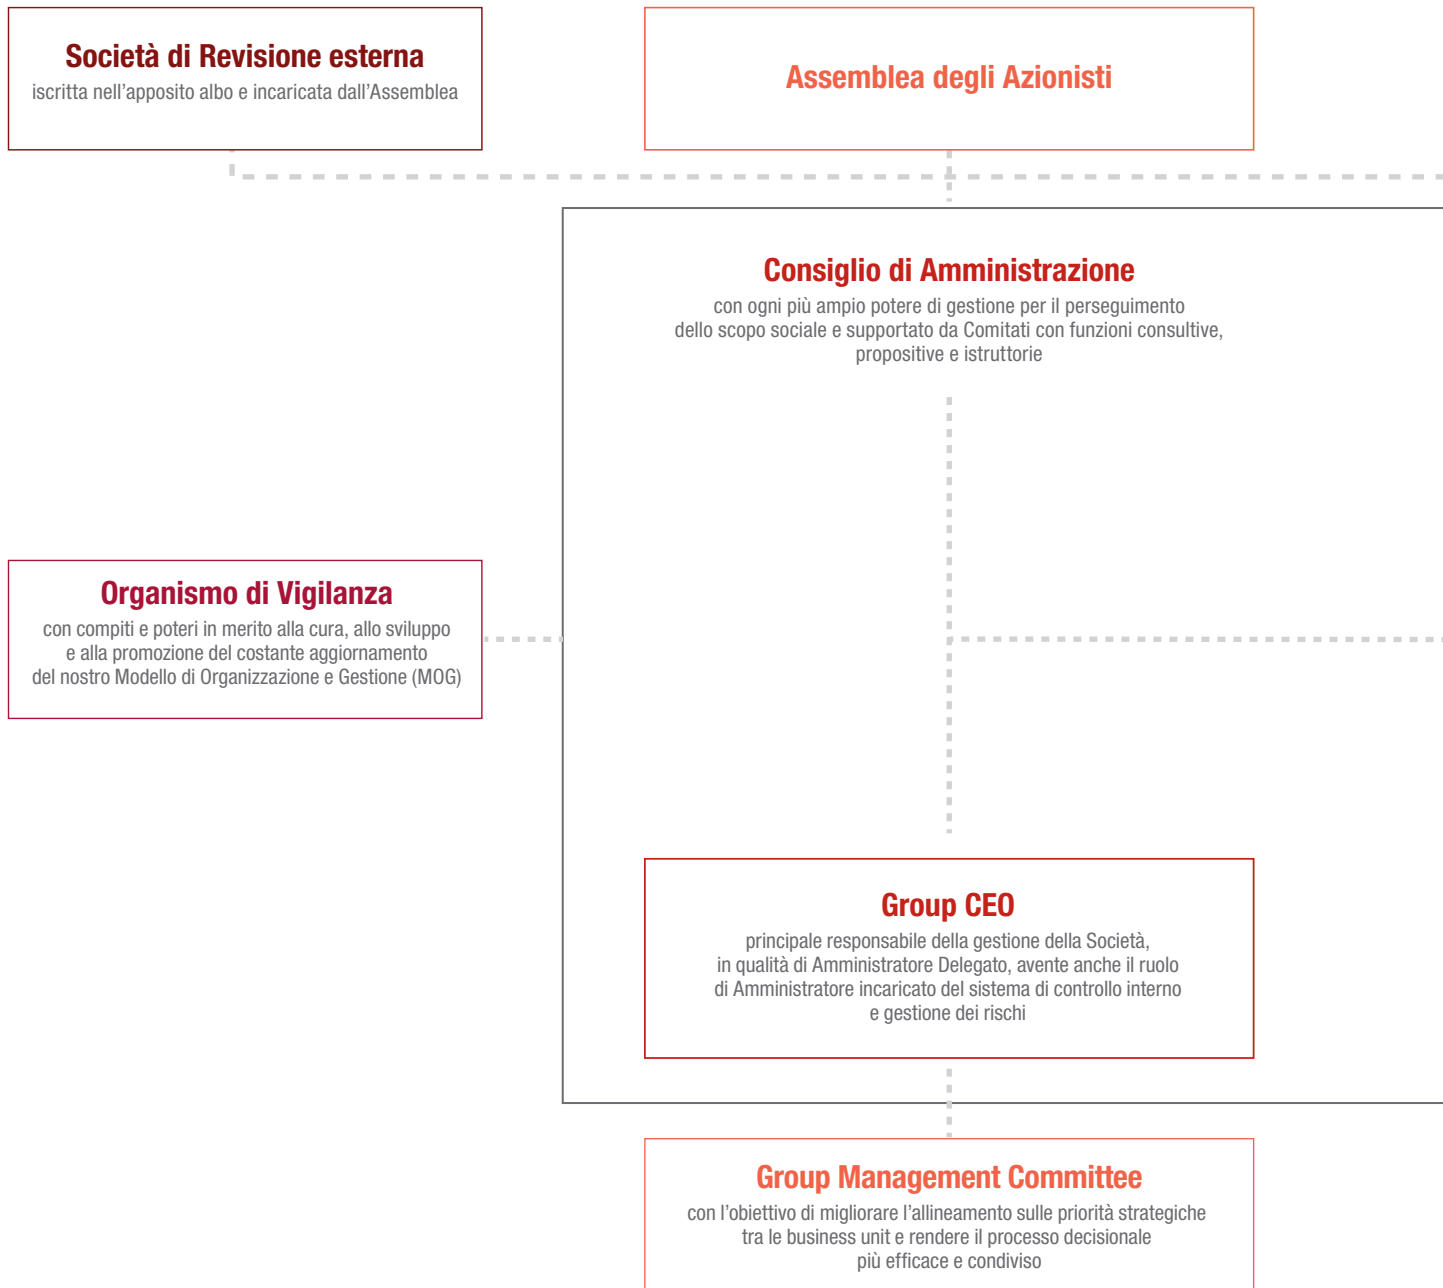 Società di Revisione esterna
iscritta nell’apposito albo e incaricata dall’Assemblea
Assemblea degli Azionisti
Consiglio di Amministrazione
con ogni più ampio potere di gestione per il perseguimento
dello scopo sociale e supportato da Comitati con funzioni consultive,
propositive e istruttorie
Organismo di Vigilanza
con compiti e poteri in merito alla cura, allo sviluppo
e alla promozione del costante aggiornamento
del nostro Modello di Organizzazione e Gestione (MOG)
Group CEO
principale responsabile della gestione della Società,
in qualità di Amministratore Delegato, avente anche il ruolo
di Amministratore incaricato del sistema di controllo interno
e gestione dei rischi
Group Management Committee
con l’obiettivo di migliorare l’allineamento sulle priorità strategiche
tra le business unit e rendere il processo decisionale
più efficace e condiviso